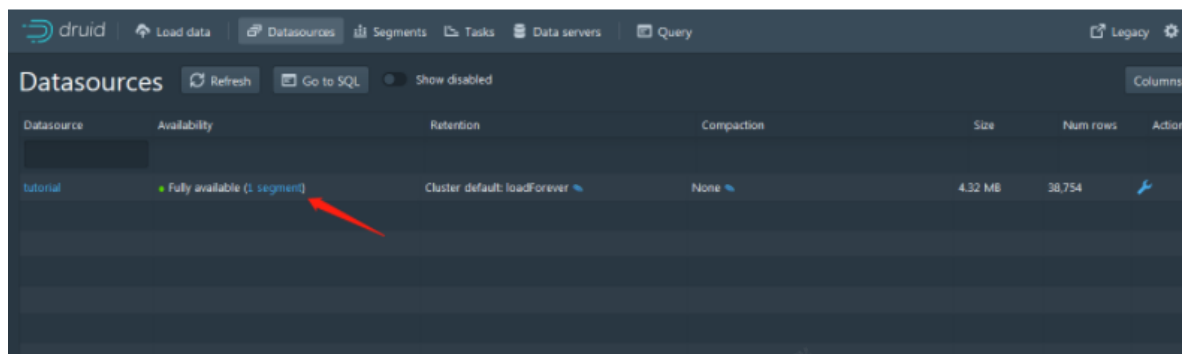 druid Load data Datasources Segments Tasks Data servers Query Legacy
Datasources Refresh Go to SQL Show disabled Columns
Datasource Availability Retention Compaction Size Num rows Action
tutorial Fully available (1 segment) Cluster default: loadForever None 4.32 MB 38,754